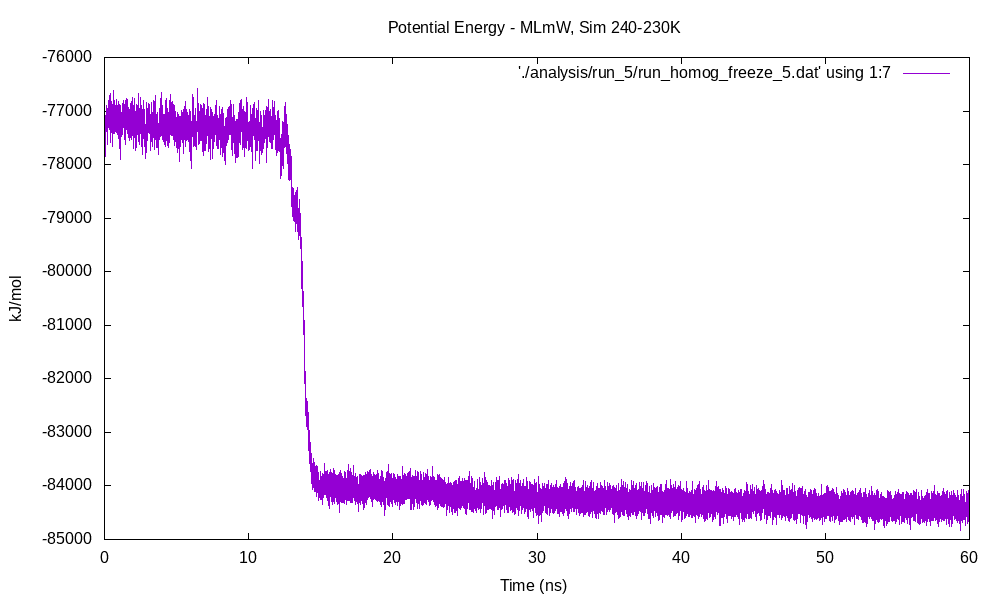 Potential Energy - MLmW, Sim 240-230K
'./analysis/run_5/run_homog_freeze_5.dat' using 1:7
-76000
-77000
-78000
-79000
-80000
-81000
-82000
-83000
-84000
-85000
kJ/mol
0 10 20 30 40 50 60
Time (ns)